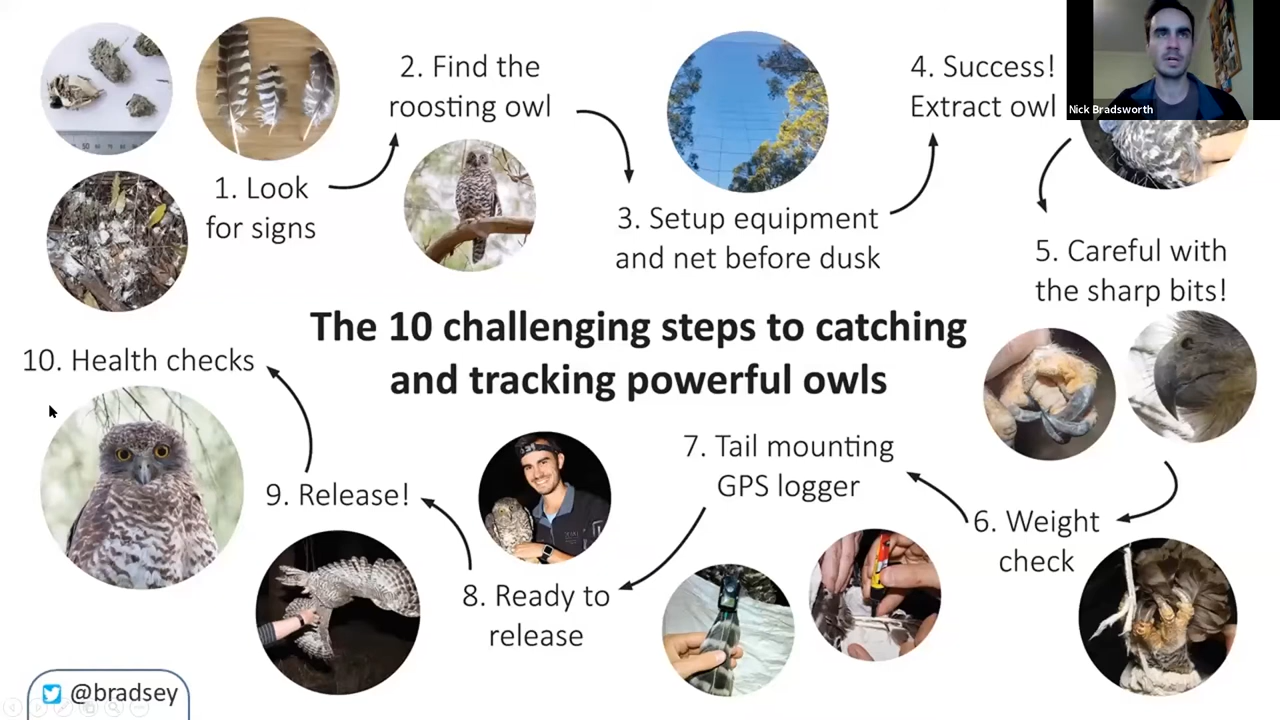 Nick Bradsworth
1. Look
for signs
2. Find the
roosting owl
3. Setup equipment
and net before dusk
4. Success!
Extract owl
5. Careful with
the sharp bits!
The 10 challenging steps to catching
and tracking powerful owls
6. Weight
check
7. Tail mounting
GPS logger
8. Ready to
release
9. Release!
10. Health checks
@bradsey